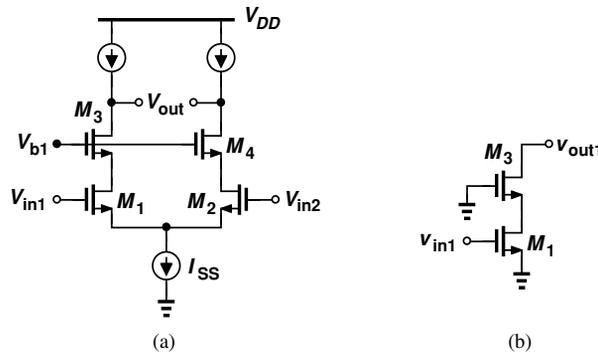 V_DD
M_3
V_out
V_b1
M_4
V_in1
M_1
M_2
V_in2
I_SS
(a)
v_out1
M_3
v_in1
M_1
(b)